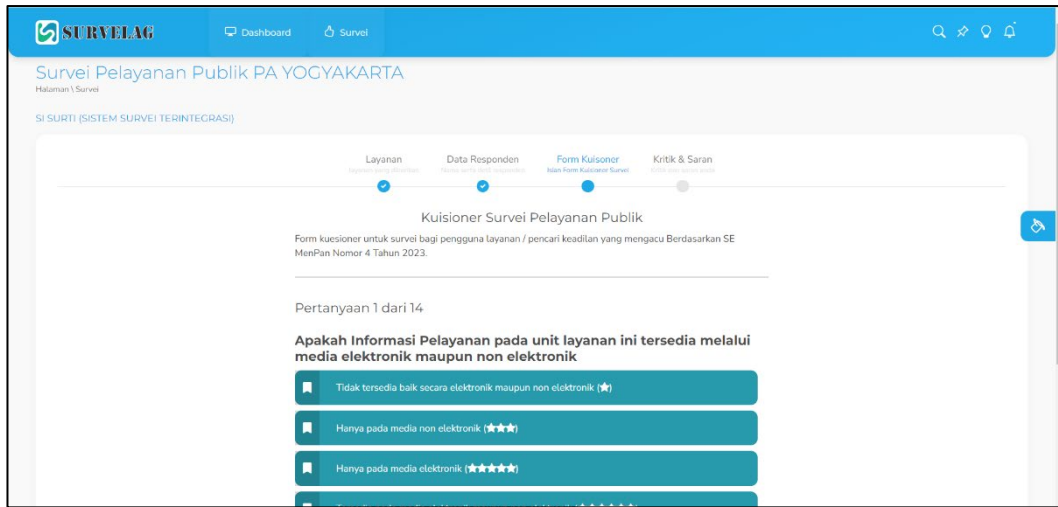 SURVELAG
Dashboard
Survei
Survei Pelayanan Publik PA YOGYAKARTA
Halaman \ Survei
SI SURTI (SISTEM SURVEI TERINTEGRASI)
Layanan
Data Responden
Form Kuisoner
Isian Form Kuisioner Survei
Kritik & Saran
Kuisioner Survei Pelayanan Publik
Form kuesioner untuk survei bagi pengguna layanan / pencari keadilan yang mengacu Berdasarkan SE
MenPan Nomor 4 Tahun 2023.
Pertanyaan 1 dari 14
Apakah Informasi Pelayanan pada unit layanan ini tersedia melalui
media elektronik maupun non elektronik
Tidak tersedia baik secara elektronik maupun non elektronik (★)
Hanya pada media non elektronik (★★★)
Hanya pada media elektronik (★★★★★)